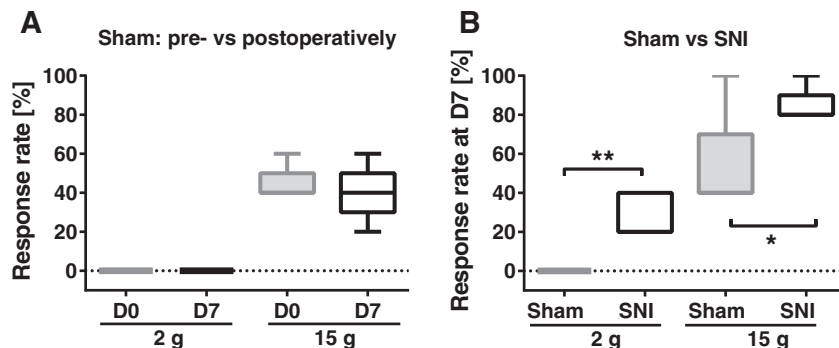 A
Sham: pre- vs postoperatively
Response rate [%]
100
80
60
40
20
0
D0 D7 D0 D7
2 g 15 g
B
Sham vs SNI
Response rate at D7 [%]
100
80
60
40
20
0
**
*
Sham SNI Sham SNI
2 g 15 g